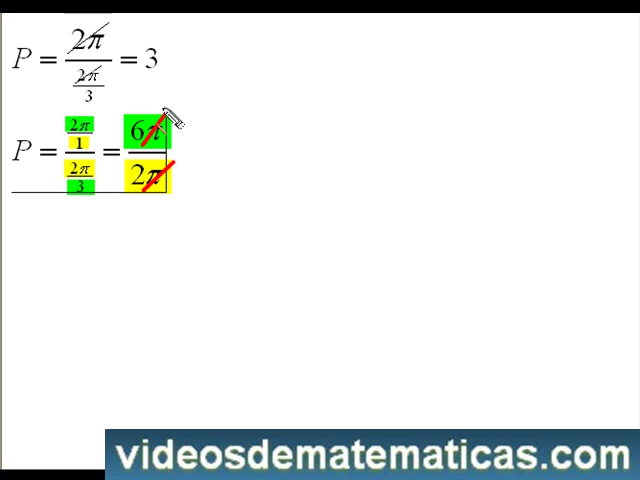 P = 2π / (2π/3) = 3
P = (2π/1) / (2π/3) = 6π / 2π
videosdematematicas.com